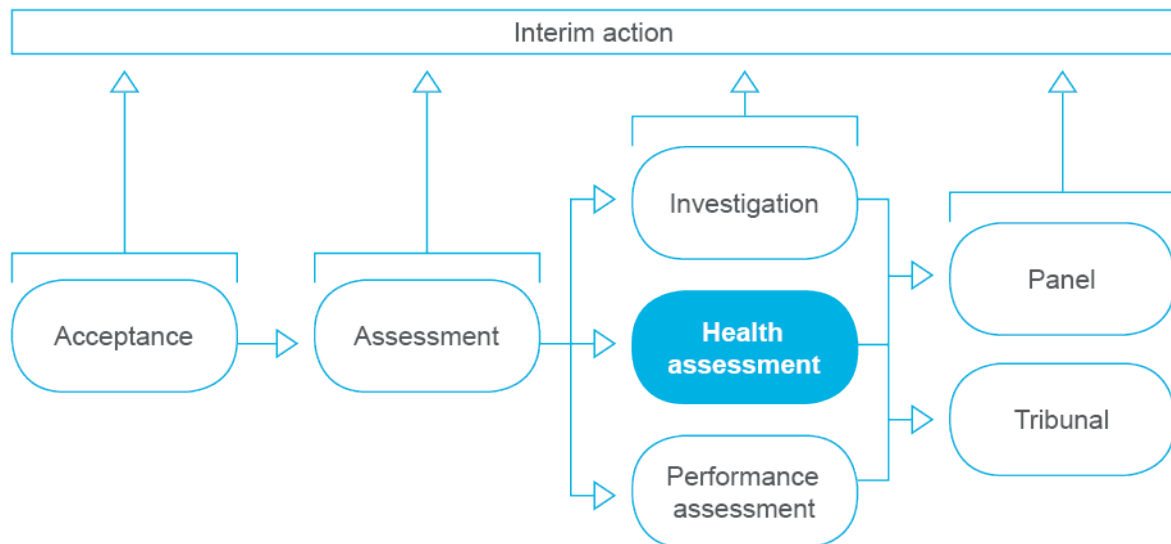 Interim action
Acceptance
Assessment
Investigation
Health
assessment
Performance
assessment
Panel
Tribunal